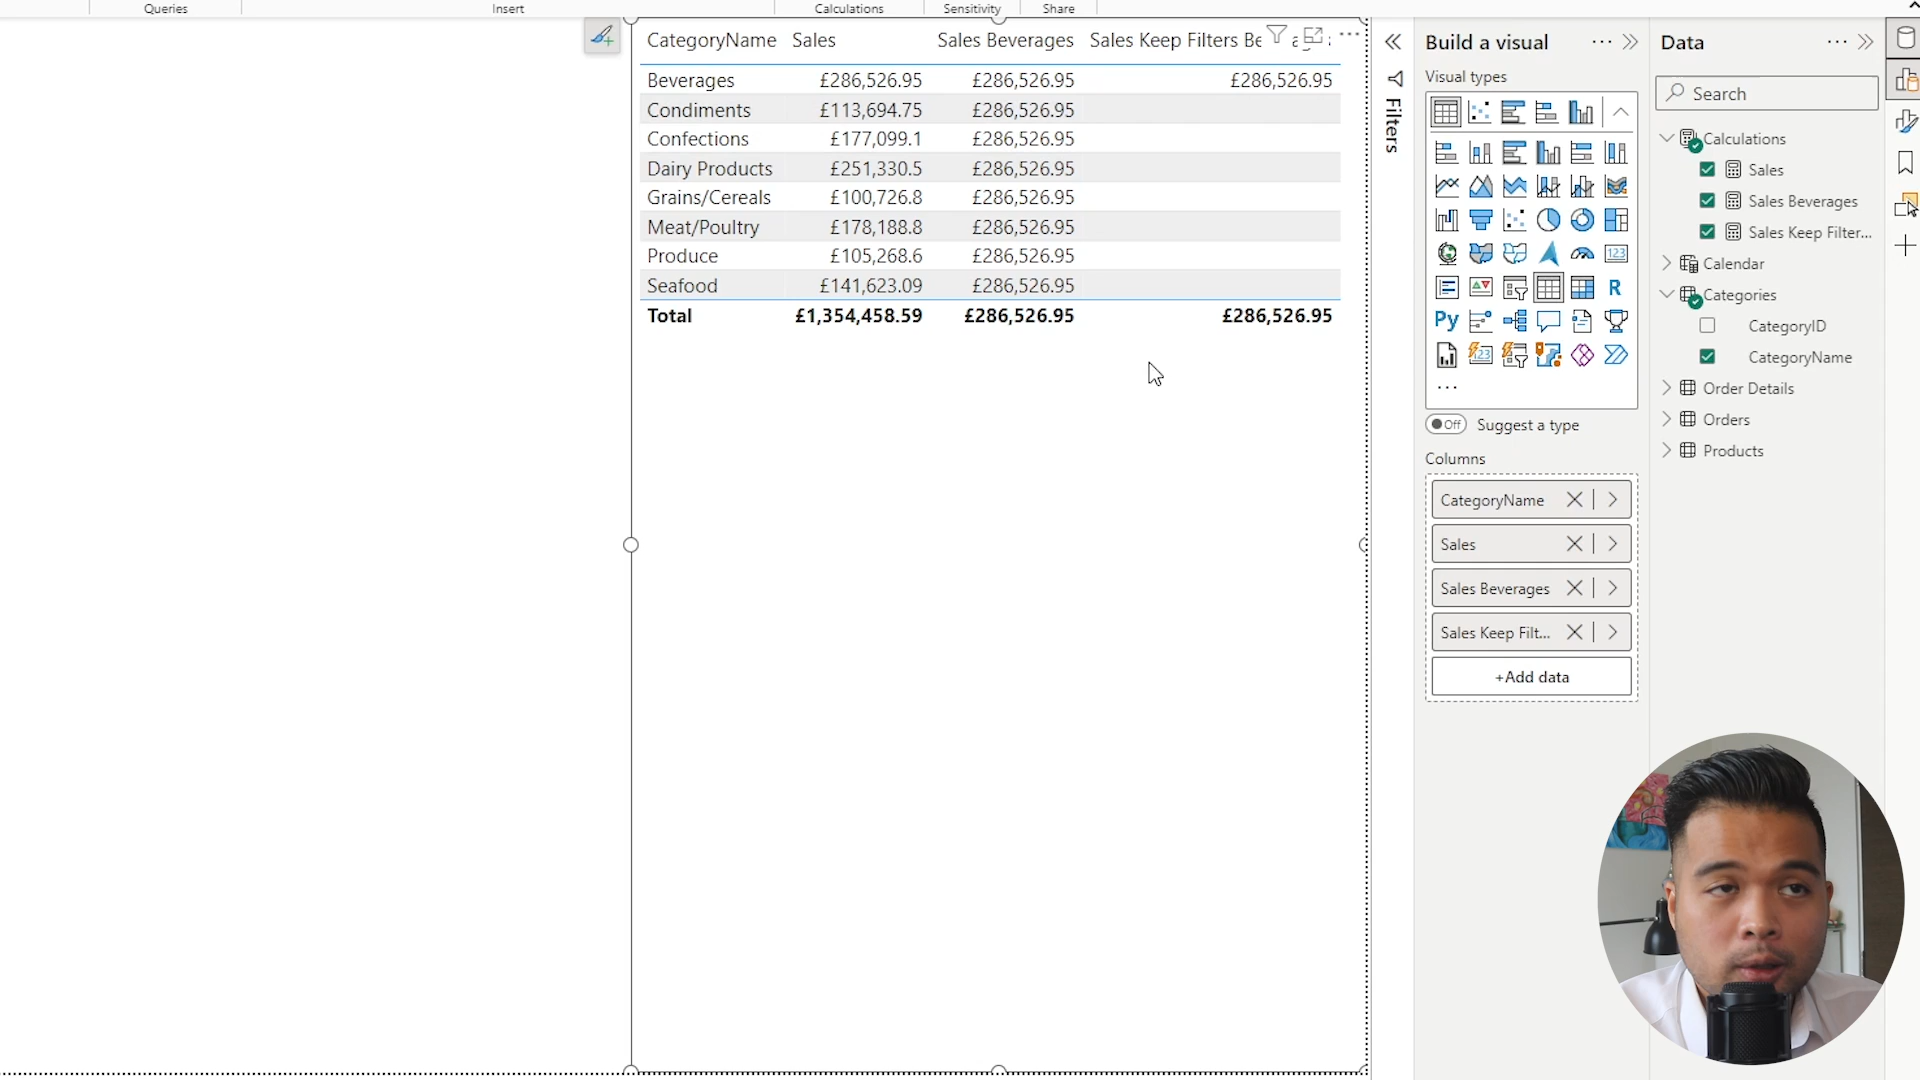 Queries Insert Calculations Sensitivity Share
CategoryName Sales Sales Beverages Sales Keep Filters Be
Beverages £286,526.95 £286,526.95 £286,526.95
Condiments £113,694.75 £286,526.95
Confections £177,099.1 £286,526.95
Dairy Products £251,330.5 £286,526.95
Grains/Cereals £100,726.8 £286,526.95
Meat/Poultry £178,188.8 £286,526.95
Produce £105,268.6 £286,526.95
Seafood £141,623.09 £286,526.95
Total £1,354,458.59 £286,526.95 £286,526.95
Filters
Build a visual
Visual types
123
R
Py
123
Off Suggest a type
Columns
CategoryName
Sales
Sales Beverages
Sales Keep Filt...
+Add data
Data
Search
Calculations
Sales
Sales Beverages
Sales Keep Filter...
Calendar
Categories
CategoryID
CategoryName
Order Details
Orders
Products